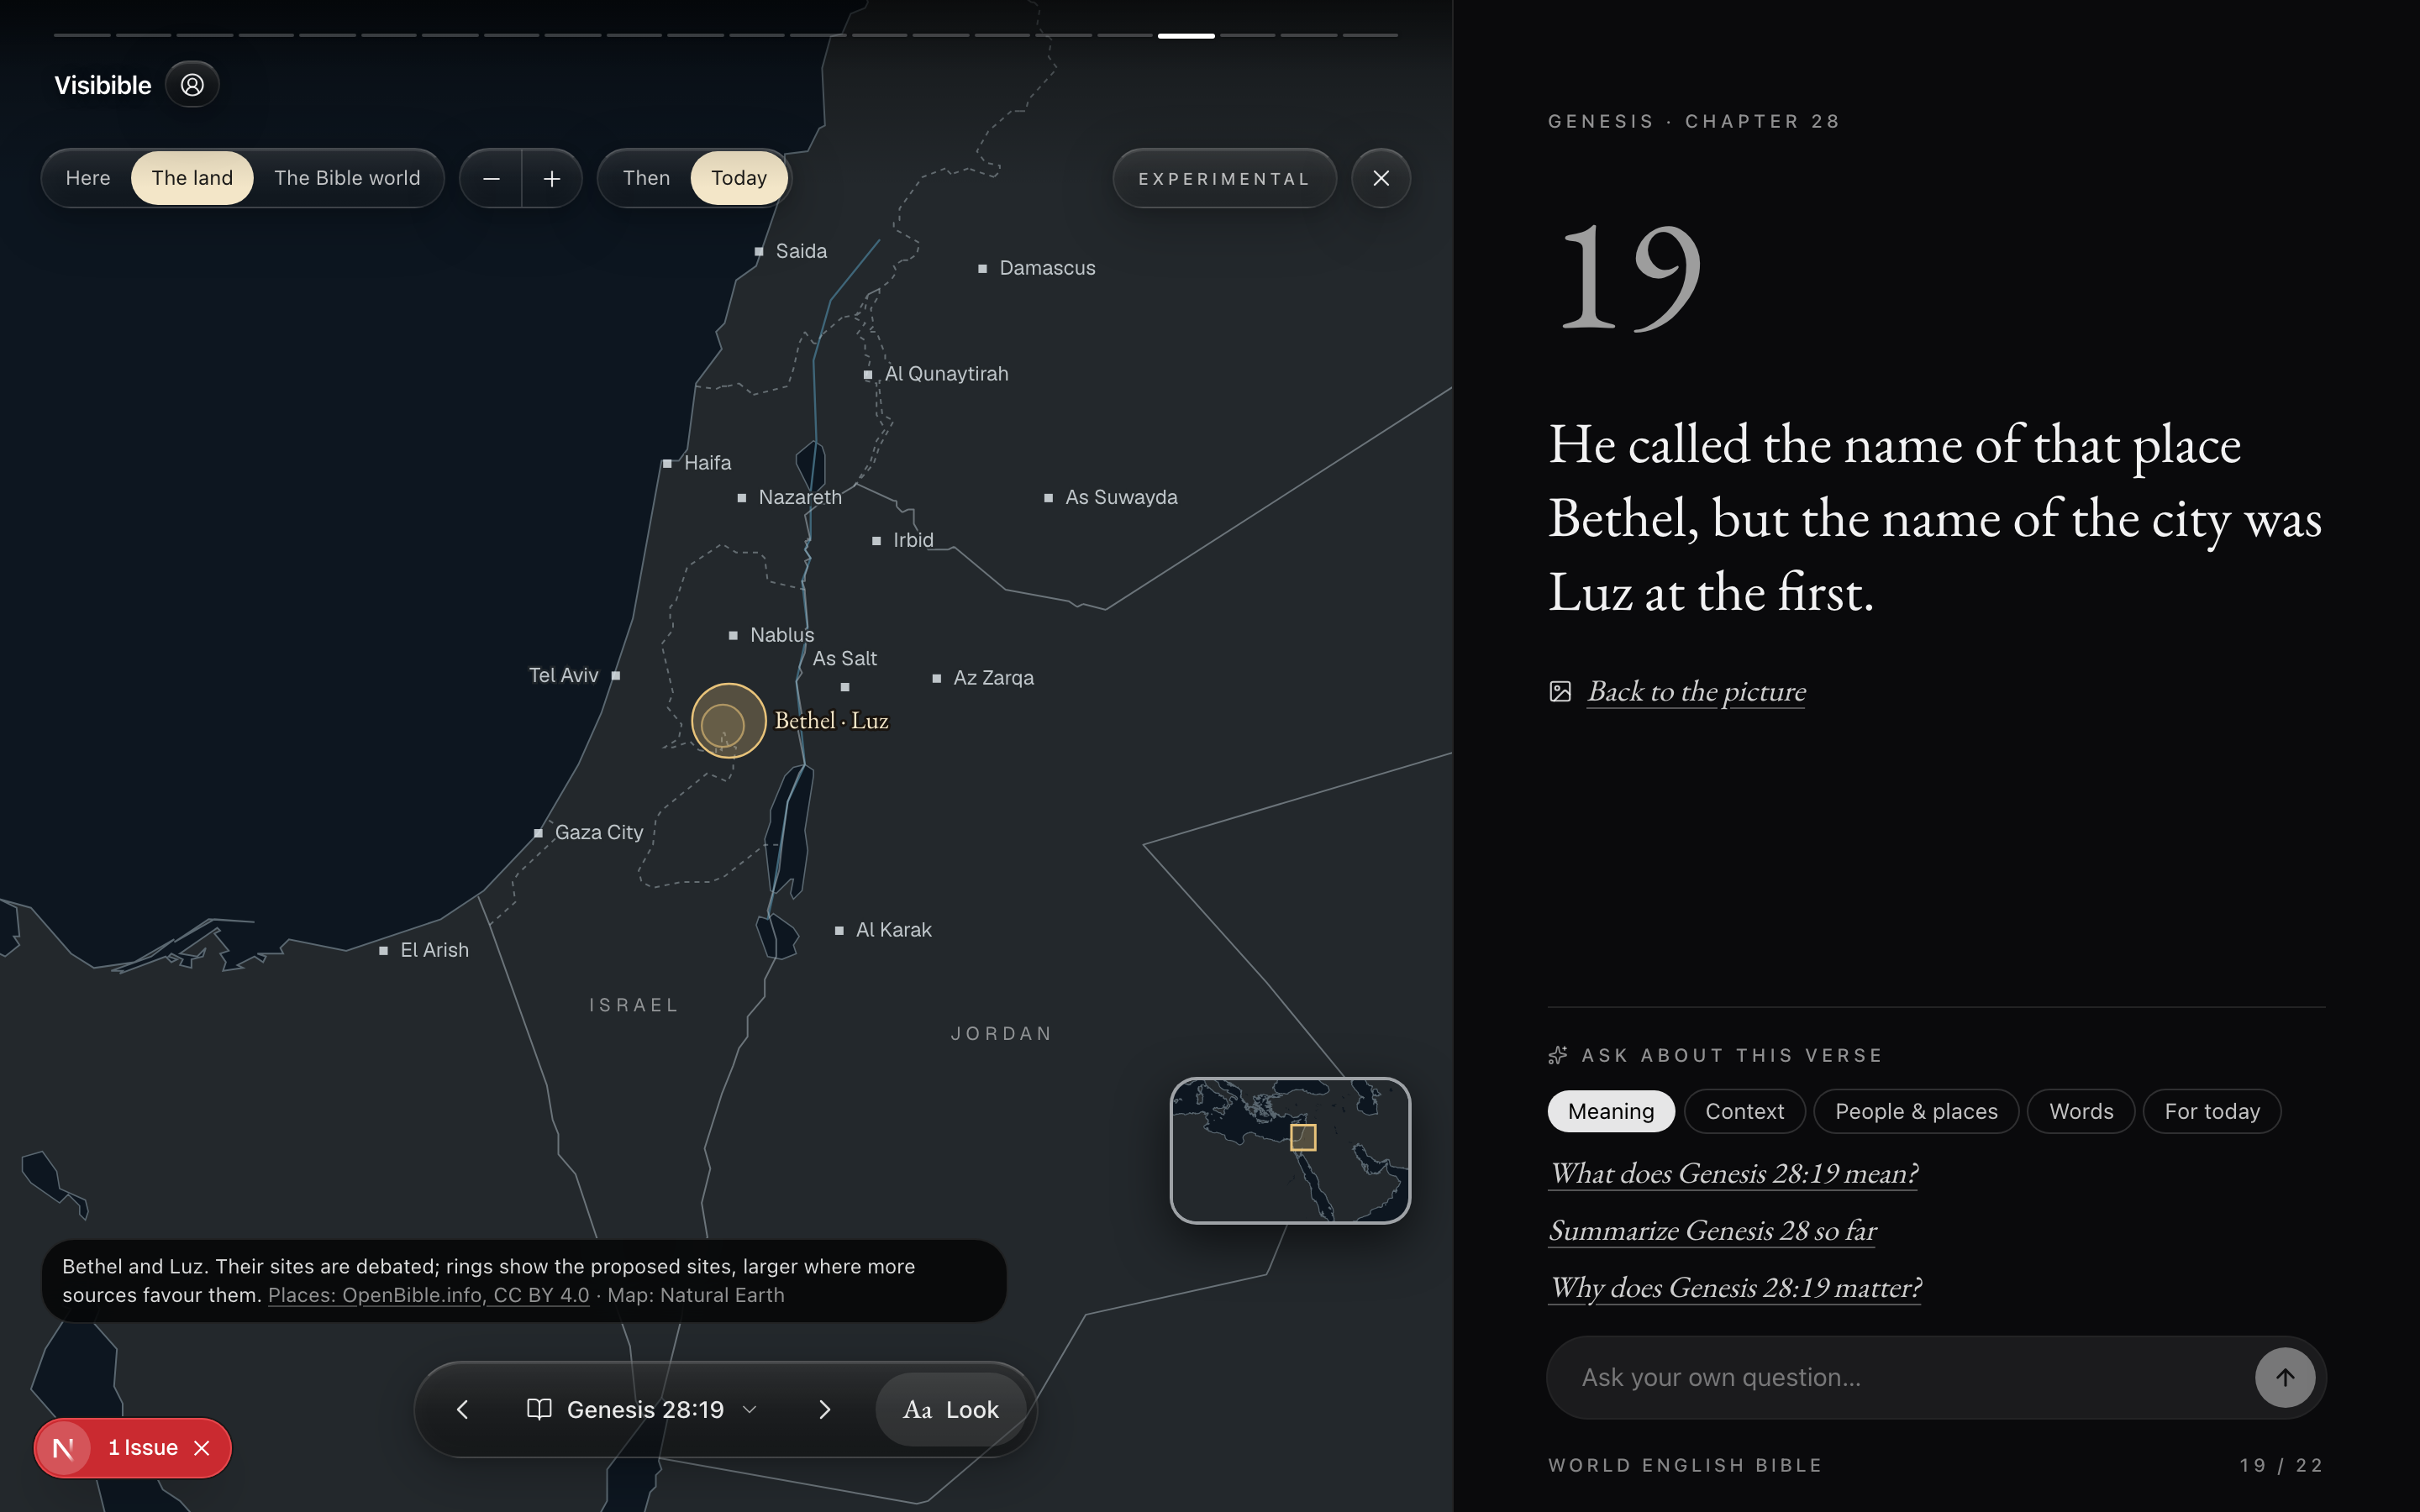 Visibible
Here The land The Bible world − + Then Today EXPERIMENTAL
Saida
Damascus
Al Qunaytirah
Haifa
Nazareth
As Suwayda
Irbid
Nablus
As Salt
Tel Aviv
Az Zarqa
Bethel · Luz
Gaza City
Al Karak
El Arish
ISRAEL
JORDAN
Bethel and Luz. Their sites are debated; rings show the proposed sites, larger where more
sources favour them. Places: OpenBible.info, CC BY 4.0 · Map: Natural Earth
Genesis 28:19 Aa Look
N 1 Issue
GENESIS · CHAPTER 28
19
He called the name of that place
Bethel, but the name of the city was
Luz at the first.
Back to the picture
ASK ABOUT THIS VERSE
Meaning Context People & places Words For today
What does Genesis 28:19 mean?
Summarize Genesis 28 so far
Why does Genesis 28:19 matter?
Ask your own question...
WORLD ENGLISH BIBLE 19 / 22